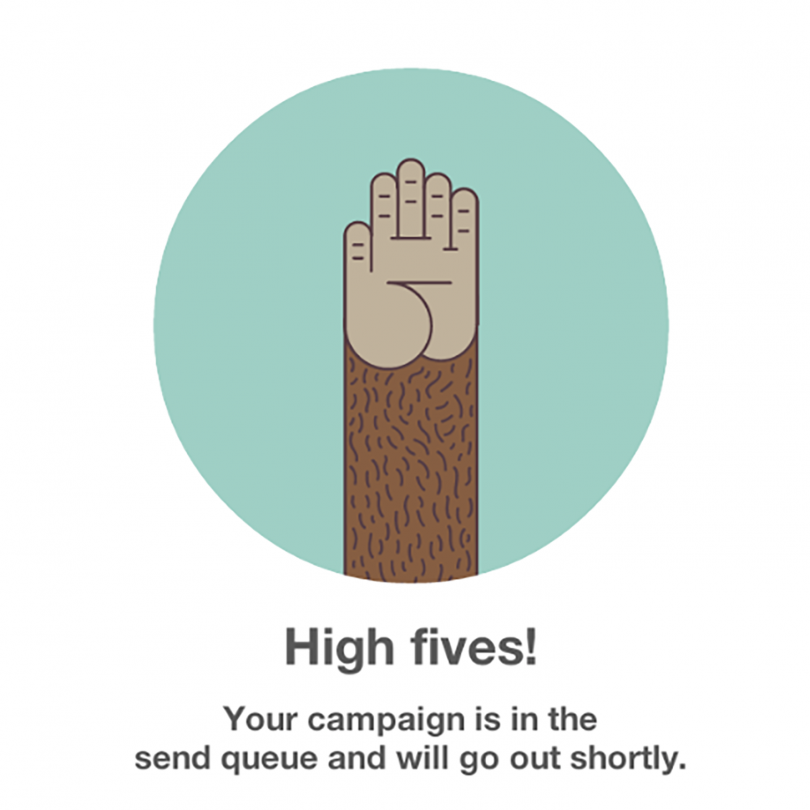 High fives!
Your campaign is in the
send queue and will go out shortly.